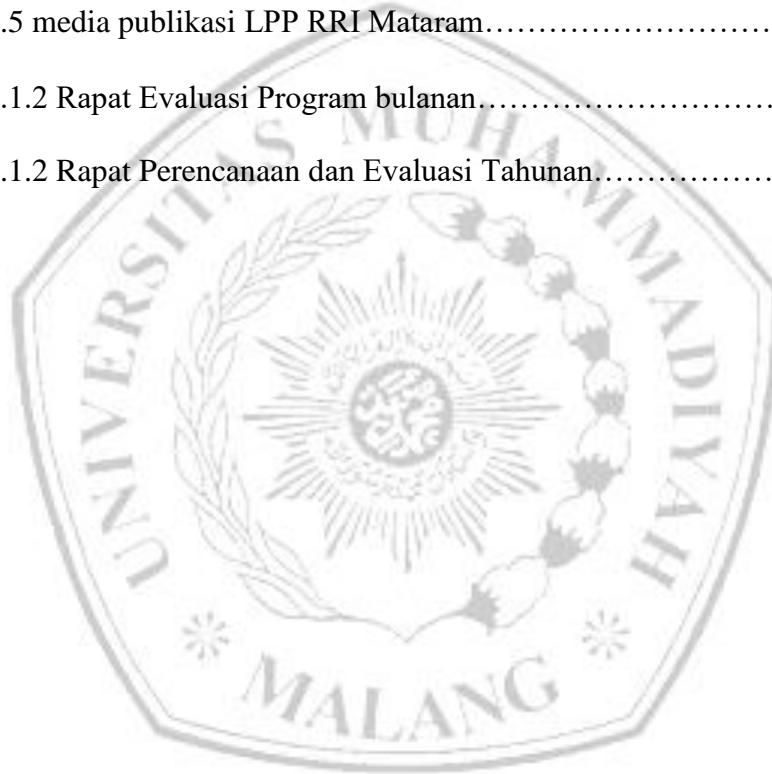 .5 media publikasi LPP RRI Mataram…………………………
.1.2 Rapat Evaluasi Program bulanan…………………………
.1.2 Rapat Perencanaan dan Evaluasi Tahunan………………
UNIVERSITAS MUHAMMADIYAH
MALANG